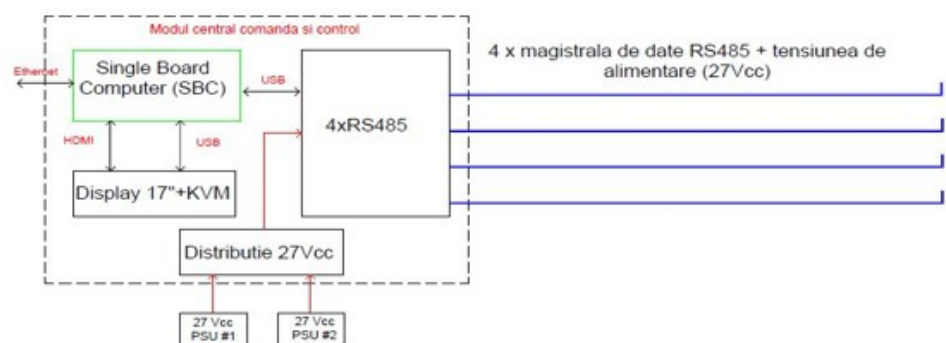 Modul central comanda si control
Ethernet
Single Board
Computer (SBC)
USB
4xRS485
4 x magistrala de date RS485 + tensiunea de
alimentare (27Vcc)
HDMI
USB
Display 17"+KVM
Distributie 27Vcc
27 Vcc
PSU #1
27 Vcc
PSU #2